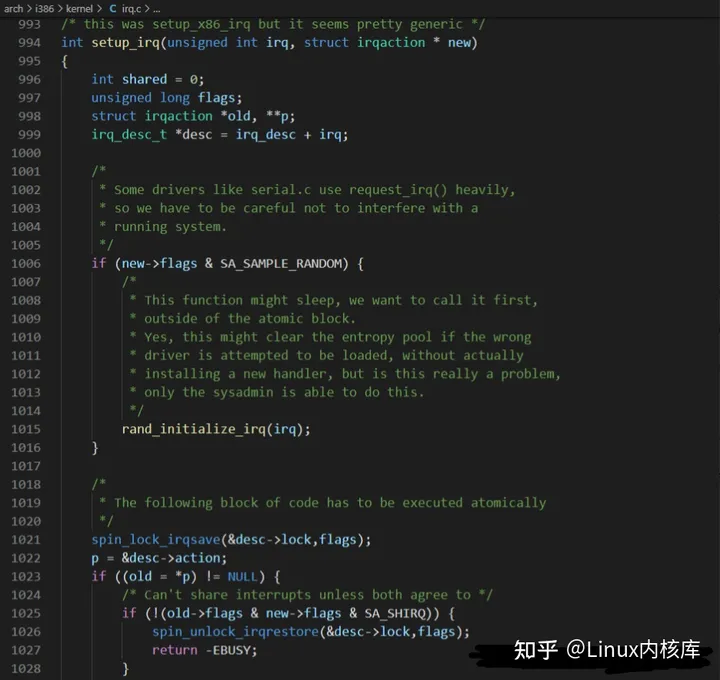 arch > i386 > kernel > C irq.c > ...
993 /* this was setup_x86_irq but it seems pretty generic */
994 int setup_irq(unsigned int irq, struct irqaction * new)
995 {
996     int shared = 0;
997     unsigned long flags;
998     struct irqaction *old, **p;
999     irq_desc_t *desc = irq_desc + irq;
1000
1001     /*
1002      * Some drivers like serial.c use request_irq() heavily,
1003      * so we have to be careful not to interfere with a
1004      * running system.
1005      */
1006     if (new->flags & SA_SAMPLE_RANDOM) {
1007         /*
1008          * This function might sleep, we want to call it first,
1009          * outside of the atomic block.
1010          * Yes, this might clear the entropy pool if the wrong
1011          * driver is attempted to be loaded, without actually
1012          * installing a new handler, but is this really a problem,
1013          * only the sysadmin is able to do this.
1014          */
1015         rand_initialize_irq(irq);
1016     }
1017
1018     /*
1019      * The following block of code has to be executed atomically
1020      */
1021     spin_lock_irqsave(&desc->lock,flags);
1022     p = &desc->action;
1023     if ((old = *p) != NULL) {
1024         /* Can't share interrupts unless both agree to */
1025         if (!(old->flags & new->flags & SA_SHIRQ)) {
1026             spin_unlock_irqrestore(&desc->lock,flags);
1027             return -EBUSY;
1028         }
知乎 @Linux内核库